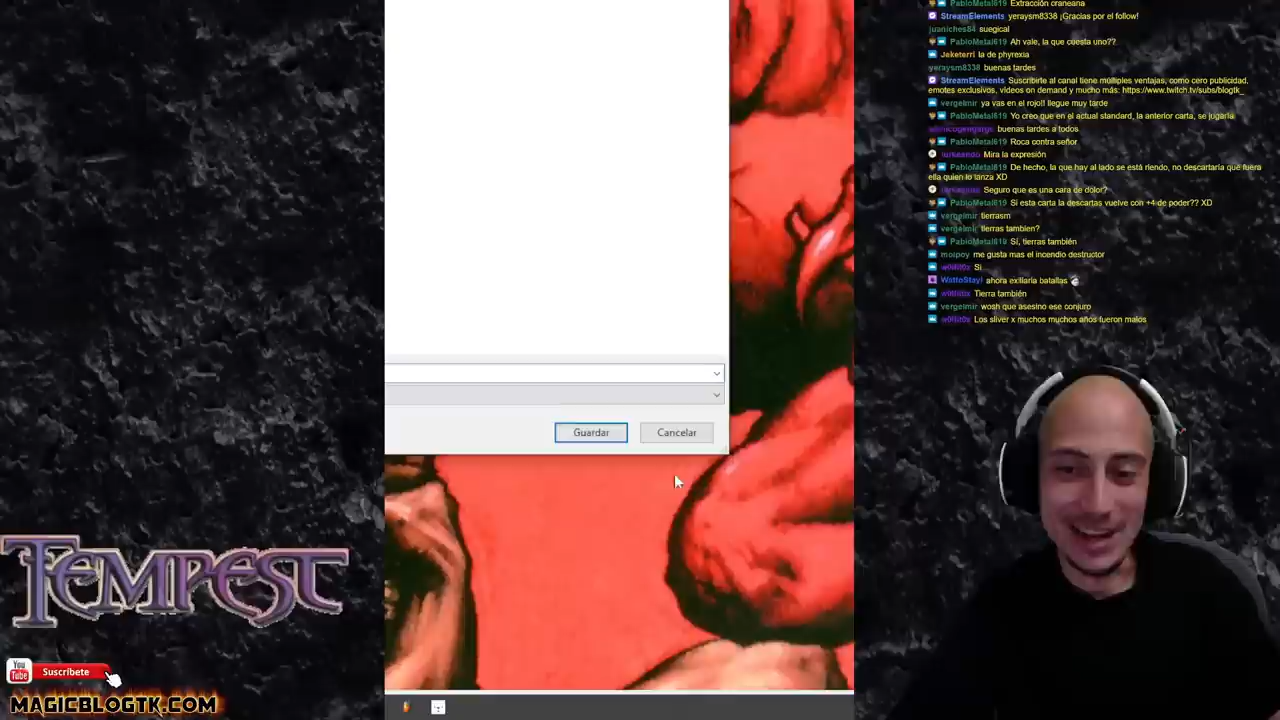 PabloMetal619 Extracción craneana
StreamElements yeraysm8338 ¡Gracias por el follow!
juaniches84 suegical
PabloMetal619 Ah vale, la que cuesta uno??
Jaketerri la de phyrexia
yeraysm8338 buenas tardes
StreamElements Suscribirte al canal tiene múltiples ventajas, como cero publicidad,
emotes exclusivos, vídeos on demand y mucho más: https://www.twitch.tv/subs/blogtk_
vergelmir ya vas en el rojo!! llegue muy tarde
PabloMetal619 Yo creo que en el actual standard, la anterior carta, se jugaría
buenas tardes a todos
PabloMetal619 Roca contra señor
Mira la expresión
PabloMetal619 De hecho, la que hay al lado se está riendo, no descartaría que fuera
ella quien lo lanza XD
Seguro que es una cara de dolor?
PabloMetal619 Si esta carta la descartas vuelve con +4 de poder?? XD
vergelmir tierrasm
vergelmir tierras tambien?
PabloMetal619 Sí, tierras también
moipoy me gusta mas el incendio destructor
Si
WattoStayl ahora exiliaría batallas
Tierra también
vergelmir wosh que asesino ese conjuro
Los sliver x muchos muchos años fueron malos
Guardar
Cancelar
TEMPEST
You
Tube
Suscríbete
MAGICBLOGTK.COM